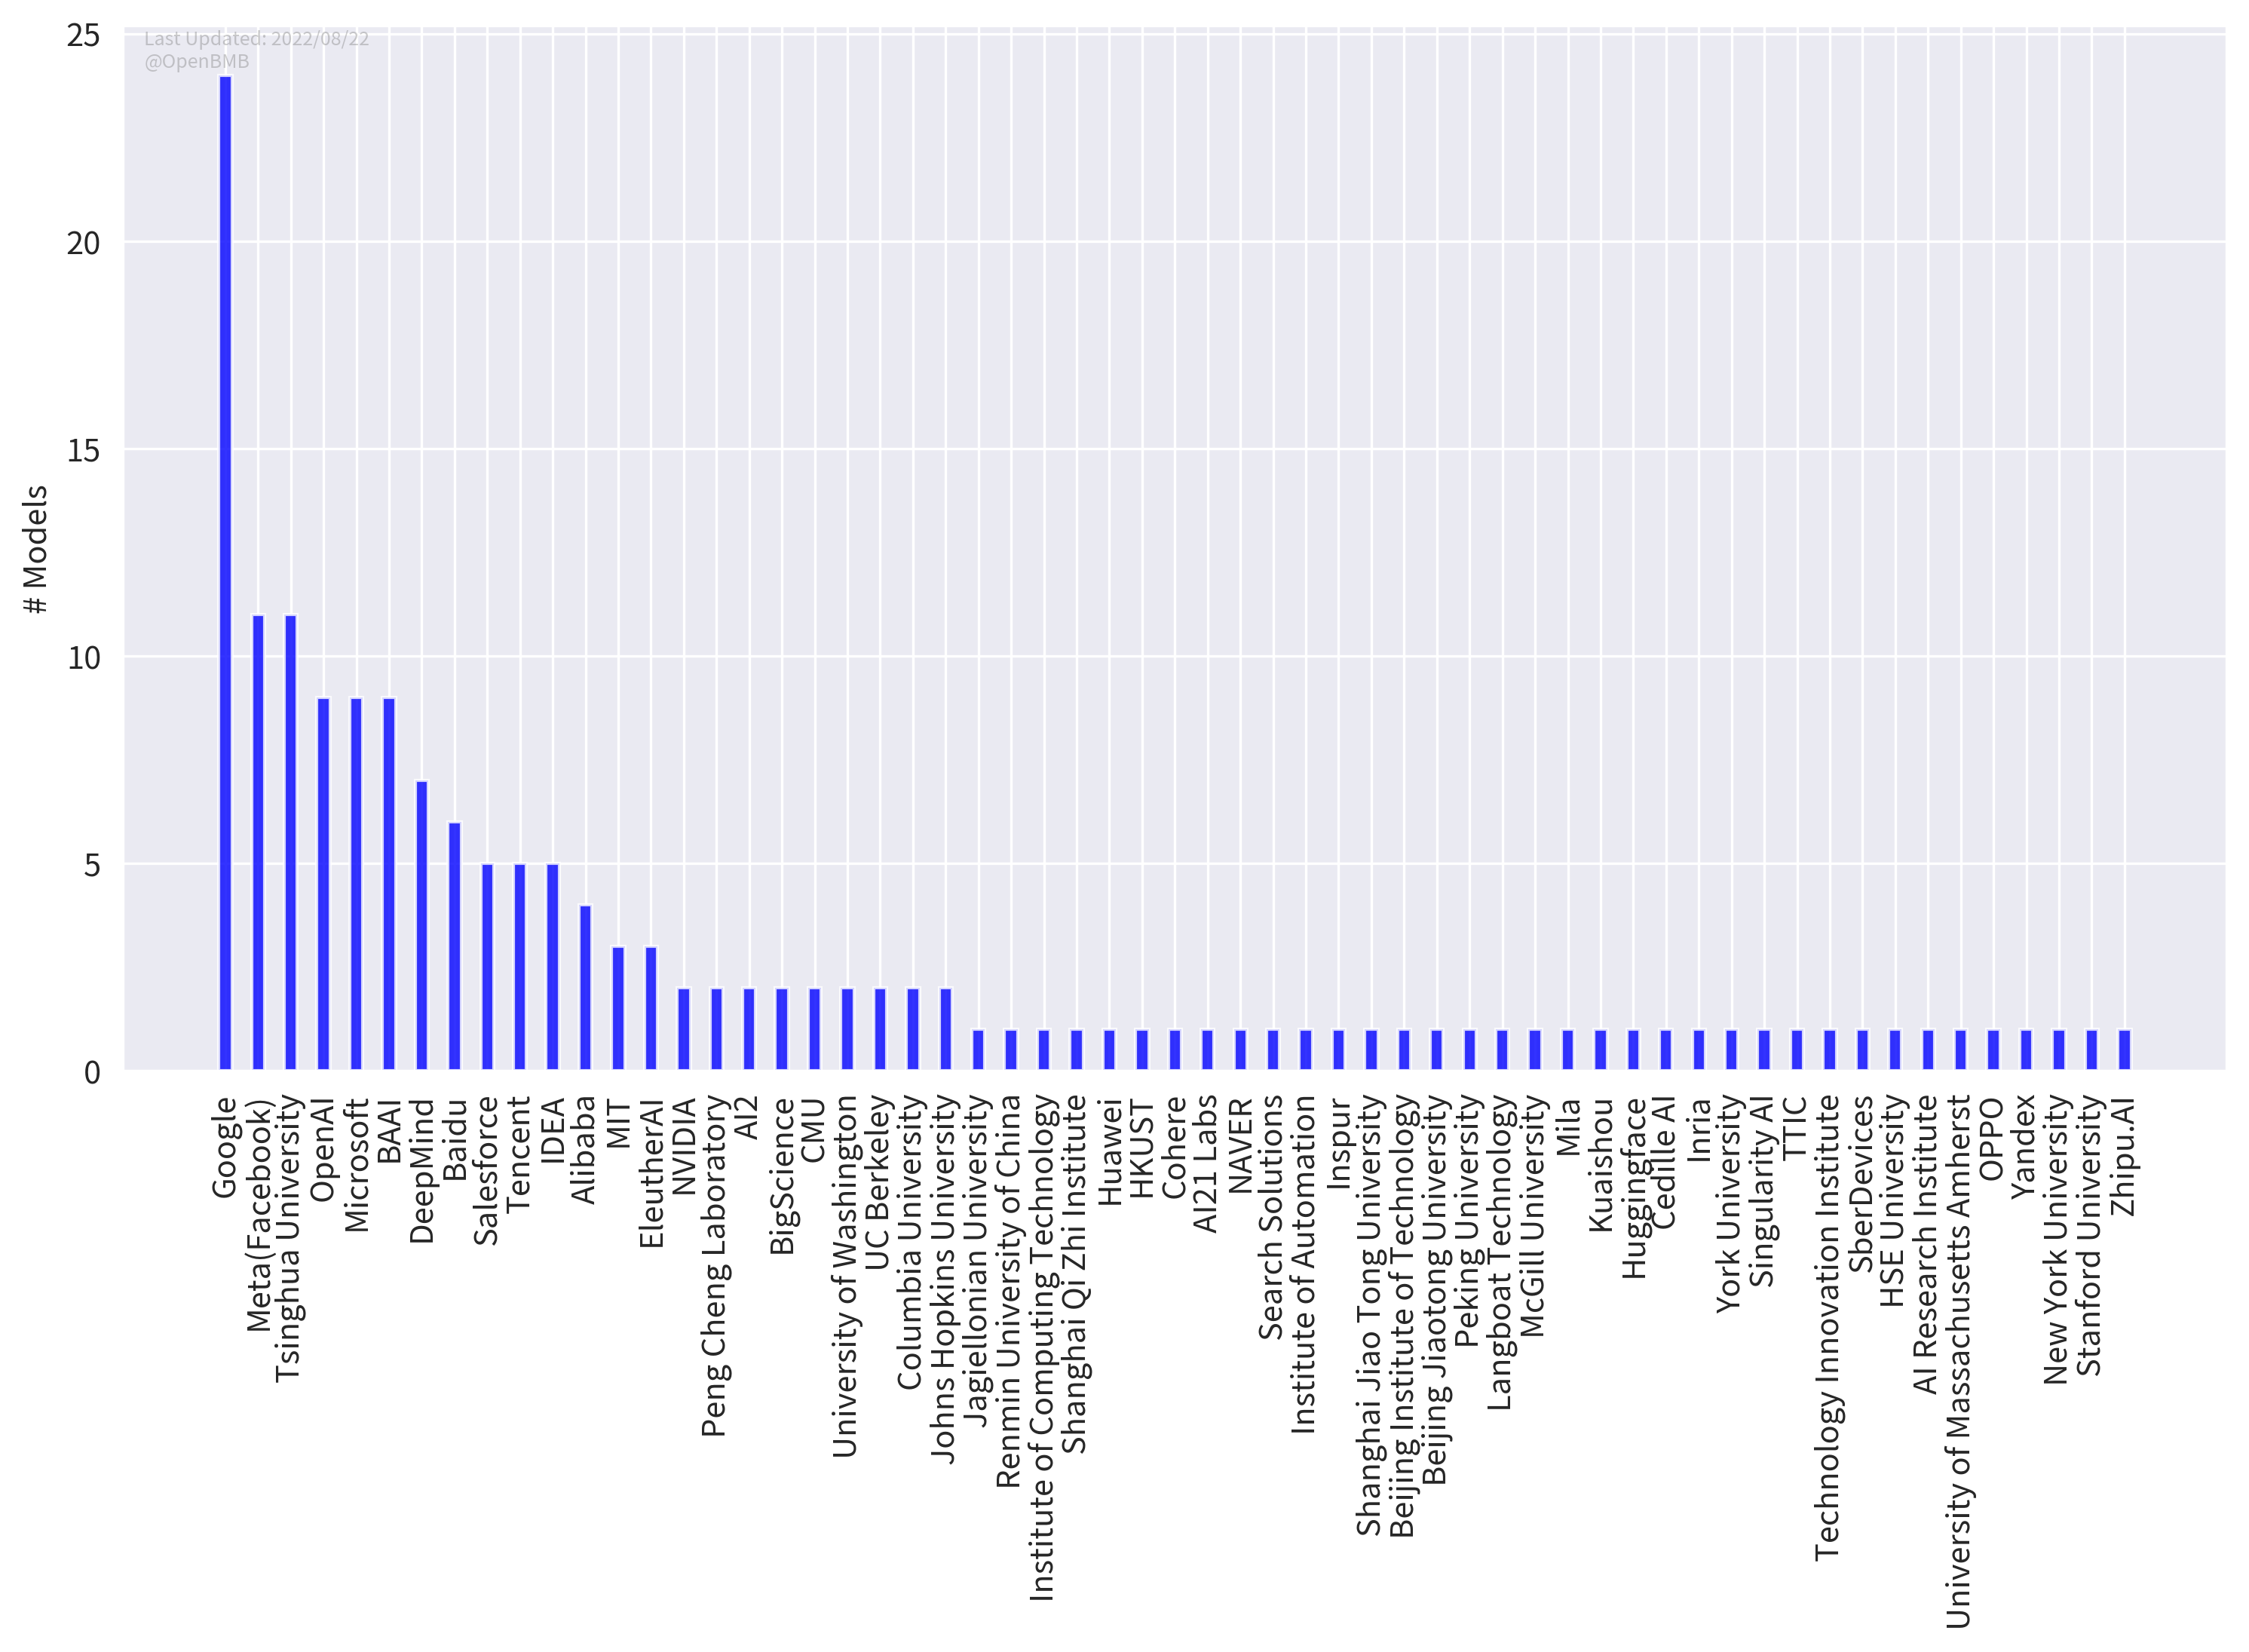 Last Updated: 2022/08/22
@OpenBMB
# Models
25
20
15
10
5
0
Google
Meta(Facebook)
Tsinghua University
OpenAI
Microsoft
BAAI
DeepMind
Baidu
Salesforce
Tencent
IDEA
Alibaba
MIT
EleutherAI
NVIDIA
Peng Cheng Laboratory
AI2
BigScience
CMU
University of Washington
UC Berkeley
Columbia University
Johns Hopkins University
Jagiellonian University
Renmin University of China
Institute of Computing Technology
Shanghai Qi Zhi Institute
Huawei
HKUST
Cohere
AI21 Labs
NAVER
Search Solutions
Institute of Automation
Inspur
Shanghai Jiao Tong University
Beijing Institute of Technology
Beijing Jiaotong University
Peking University
Langboat Technology
McGill University
Mila
Kuaishou
Huggingface
Cedille AI
Inria
York University
Singularity AI
TTIC
Technology Innovation Institute
SberDevices
HSE University
AI Research Institute
University of Massachusetts Amherst
OPPO
Yandex
New York University
Stanford University
Zhipu.AI